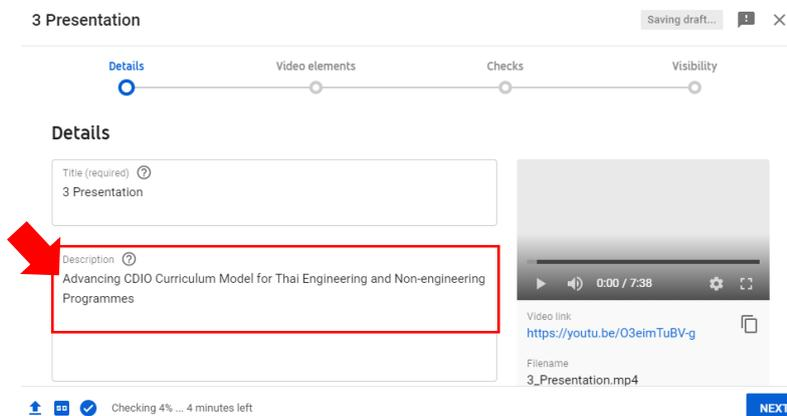 3 Presentation
Saving draft...
Details
Video elements
Checks
Visibility
Details
Title (required)
3 Presentation
Description
Advancing CDIO Curriculum Model for Thai Engineering and Non-engineering
Programmes
0:00 / 7:38
Video link
https://youtu.be/O3eimTuBV-g
Filename
3_Presentation.mp4
SD
Checking 4% ... 4 minutes left
NEXT